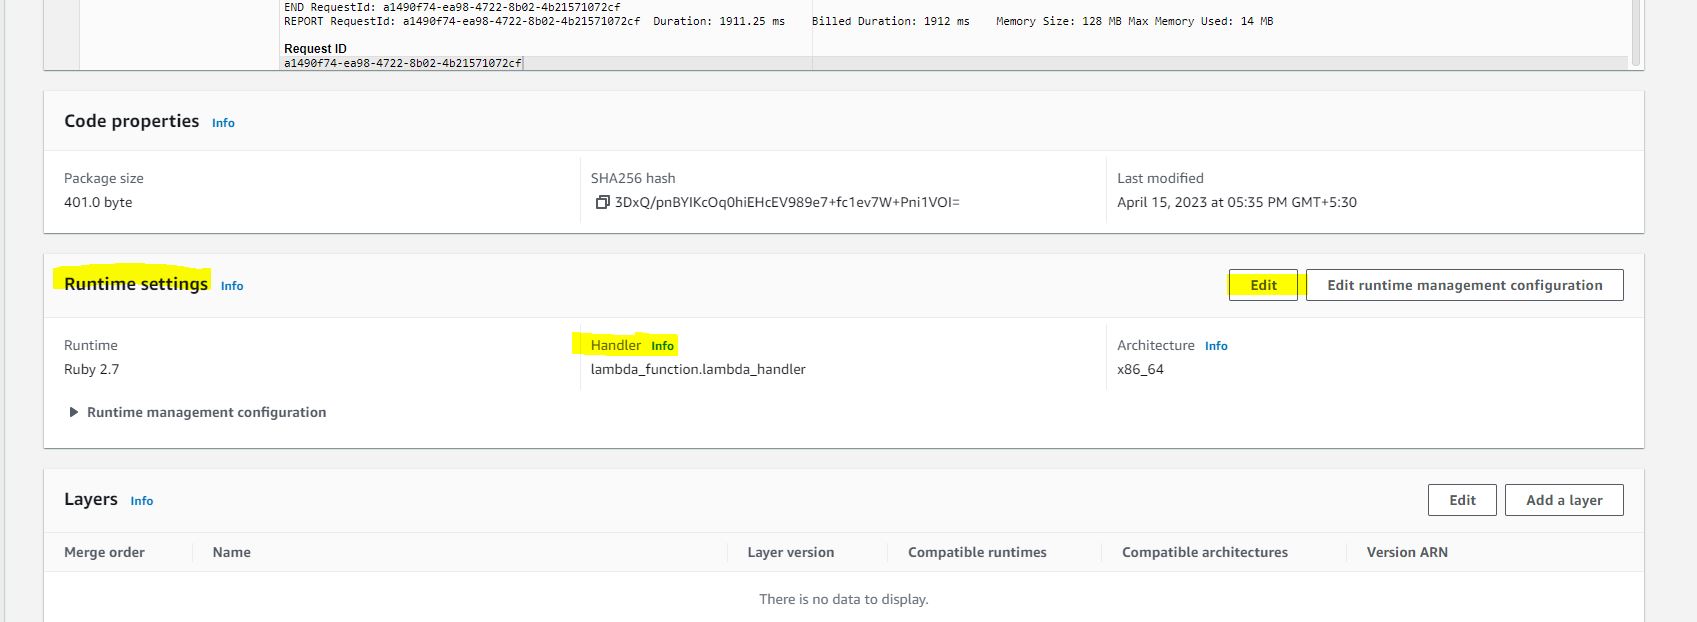 END RequestId: a1490f74-ea98-4722-8b02-4b21571072cf
REPORT RequestId: a1490f74-ea98-4722-8b02-4b21571072cf Duration: 1911.25 ms Billed Duration: 1912 ms Memory Size: 128 MB Max Memory Used: 14 MB
Request ID
a1490f74-ea98-4722-8b02-4b21571072cf
Code properties Info
Package size SHA256 hash Last modified
401.0 byte 3DxQ/pnBYIKcOq0hiEHcEV989e7+fc1ev7W+Pni1VOI= April 15, 2023 at 05:35 PM GMT+5:30
Runtime settings Info Edit Edit runtime management configuration
Runtime Handler Info Architecture Info
Ruby 2.7 lambda_function.lambda_handler x86_64
Runtime management configuration
Layers Info Edit Add a layer
Merge order Name Layer version Compatible runtimes Compatible architectures Version ARN
There is no data to display.